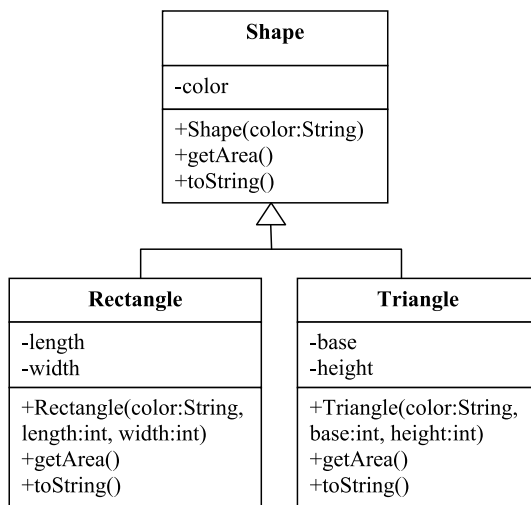 Shape
-color
+Shape(color:String)
+getArea()
+toString()
Rectangle
-length
-width
+Rectangle(color:String,
length:int, width:int)
+getArea()
+toString()
Triangle
-base
-height
+Triangle(color:String,
base:int, height:int)
+getArea()
+toString()